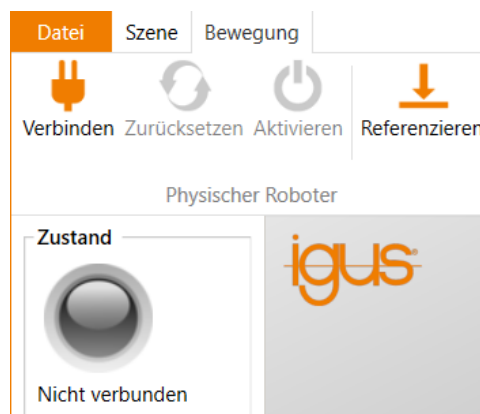 Datei Szene Bewegung
Verbinden Zurücksetzen Aktivieren Referenzieren
Physischer Roboter
Zustand
igus®
Nicht verbunden